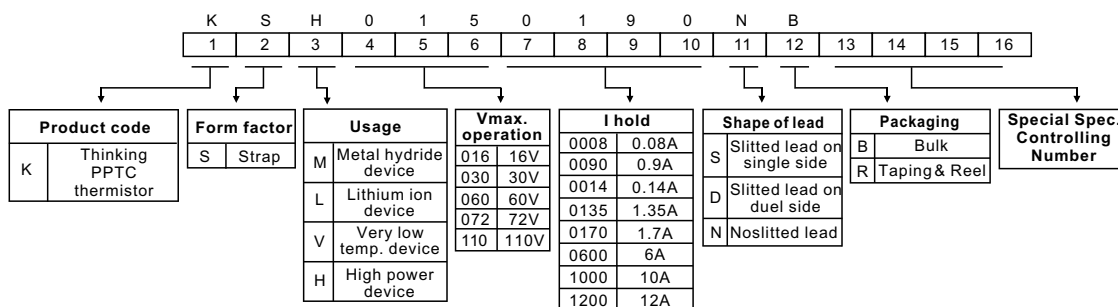 K S H 0 1 5 0 1 9 0 N B
1 2 3 4 5 6 7 8 9 10 11 12 13 14 15 16
Product code
K Thinking PPTC thermistor
Form factor
S Strap
Usage
M Metal hydride device
L Lithium ion device
V Very low temp. device
H High power device
Vmax. operation
016 16V
030 30V
060 60V
072 72V
110 110V
I hold
0008 0.08A
0090 0.9A
0014 0.14A
0135 1.35A
0170 1.7A
0600 6A
1000 10A
1200 12A
Shape of lead
S Slitted lead on single side
D Slitted lead on duel side
N Noslitted lead
Packaging
B Bulk
R Taping & Reel
Special Spec. Controlling Number